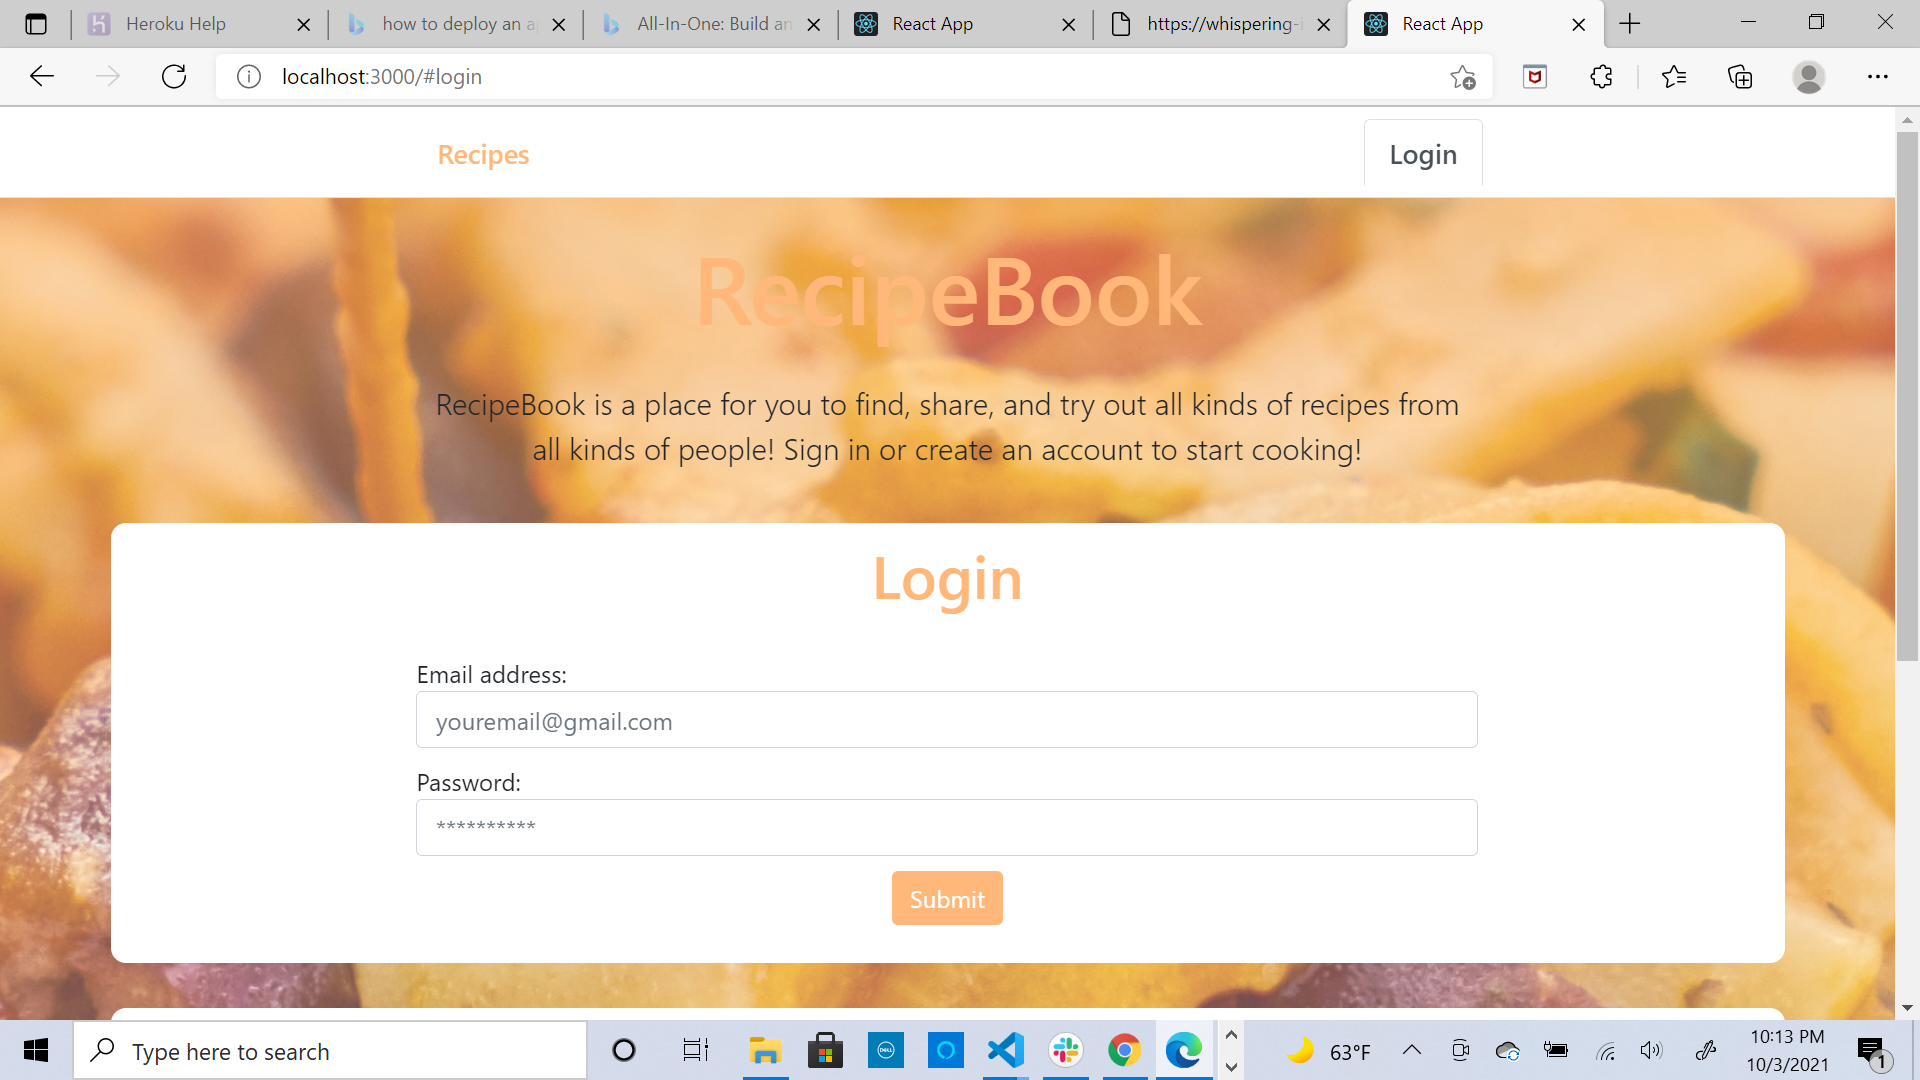 Heroku Help
how to deploy an a
All-In-One: Build an
React App
https://whispering-
React App
localhost:3000/#login
Recipes
Login
RecipeBook
RecipeBook is a place for you to find, share, and try out all kinds of recipes from
all kinds of people! Sign in or create an account to start cooking!
Login
Email address:
youremail@gmail.com
Password:
**********
Submit
Type here to search
DELL
63°F
10:13 PM
10/3/2021
1